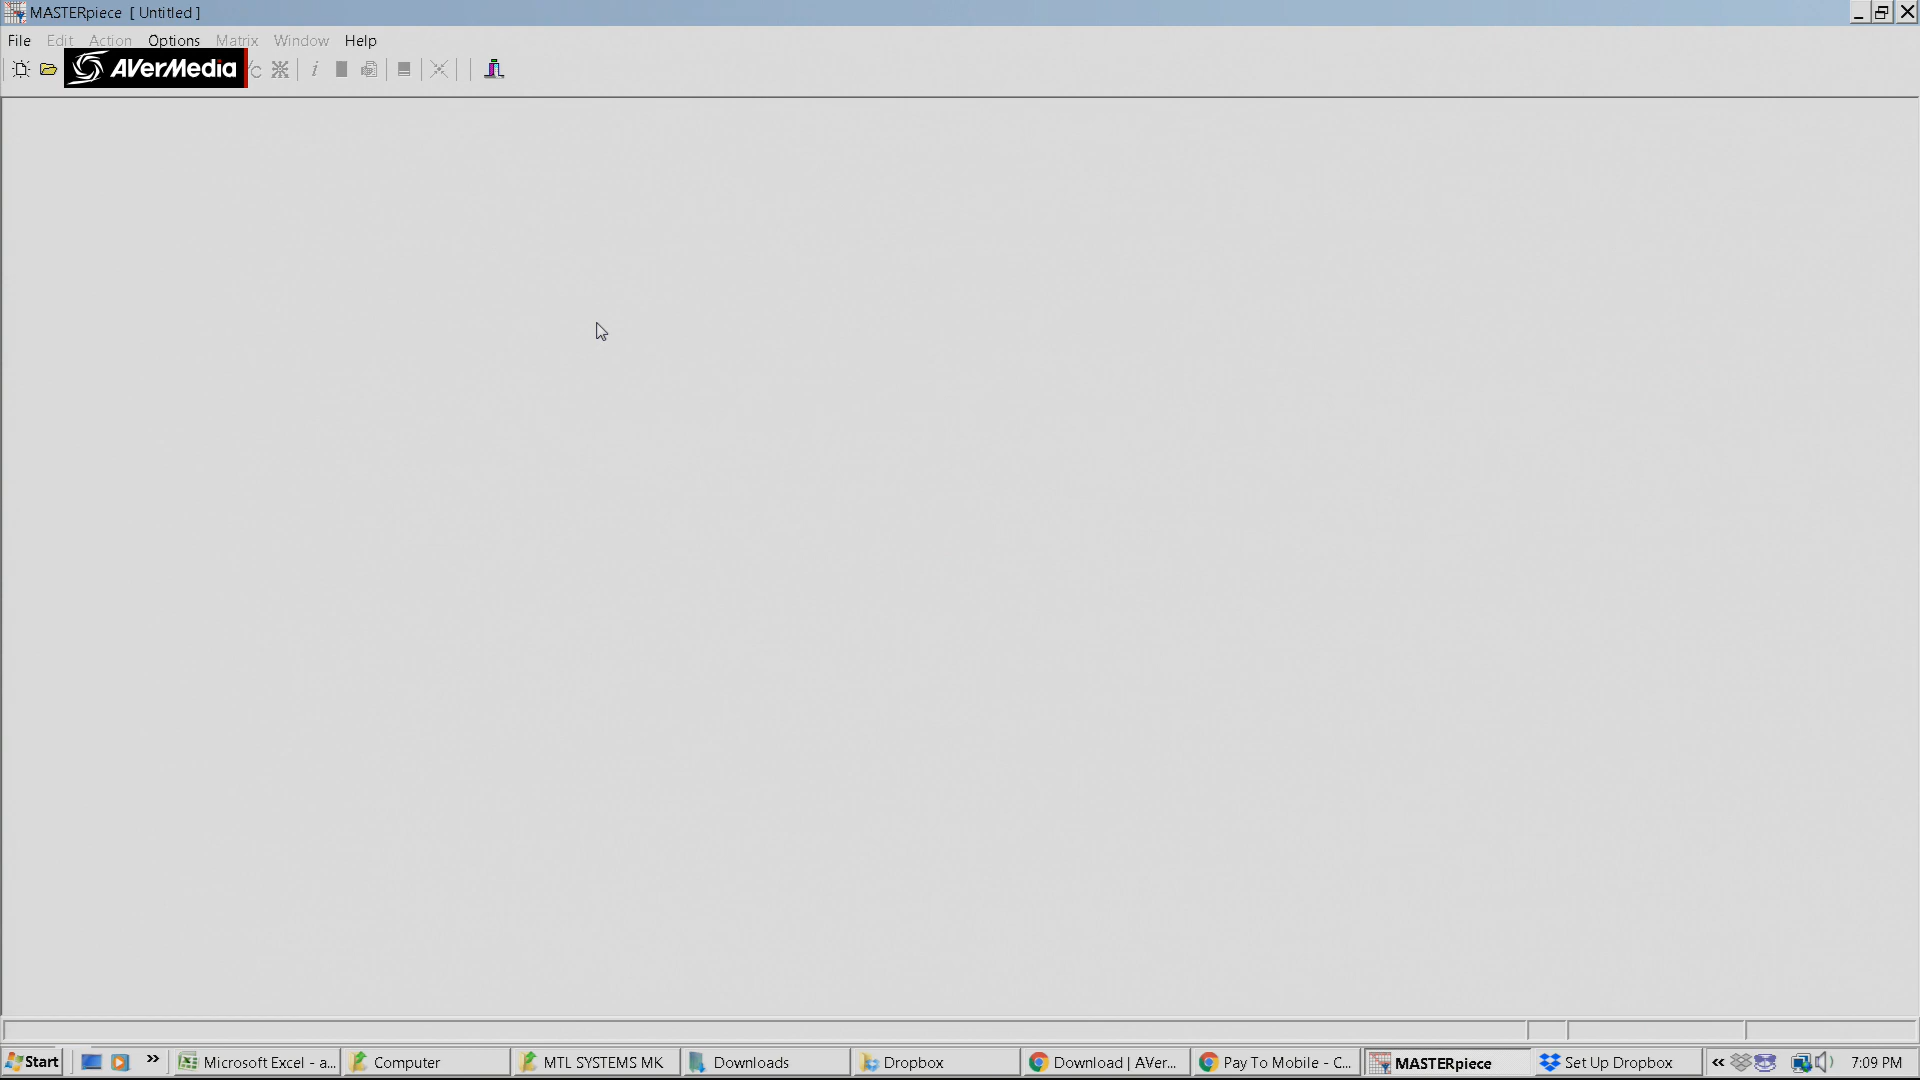 MASTERpiece [ Untitled ]
File Edit Action Options Matrix Window Help
AVerMedia
Start
Microsoft Excel - a...
Computer
MTL SYSTEMS MK
Downloads
Dropbox
Download | AVer...
Pay To Mobile - C...
MASTERpiece
Set Up Dropbox
7:09 PM